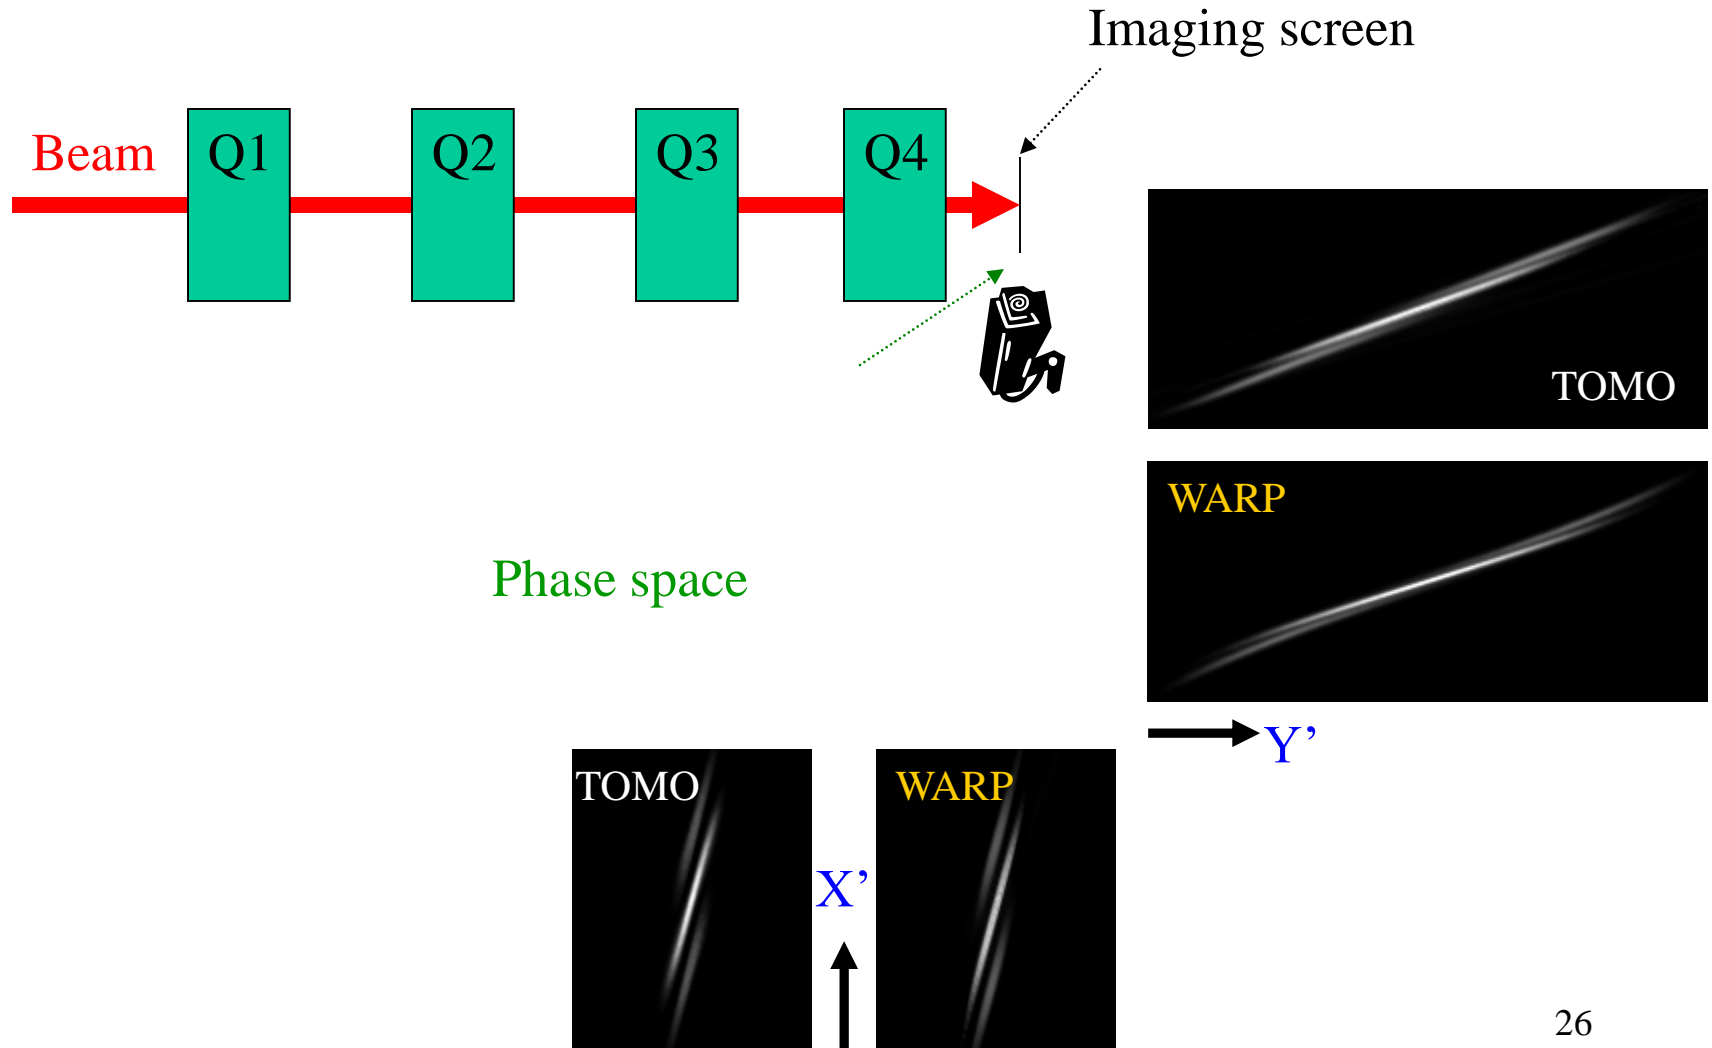 Imaging screen
Beam
Q1
Q2
Q3
Q4
TOMO
WARP
Phase space
Y’
TOMO
WARP
X’
26